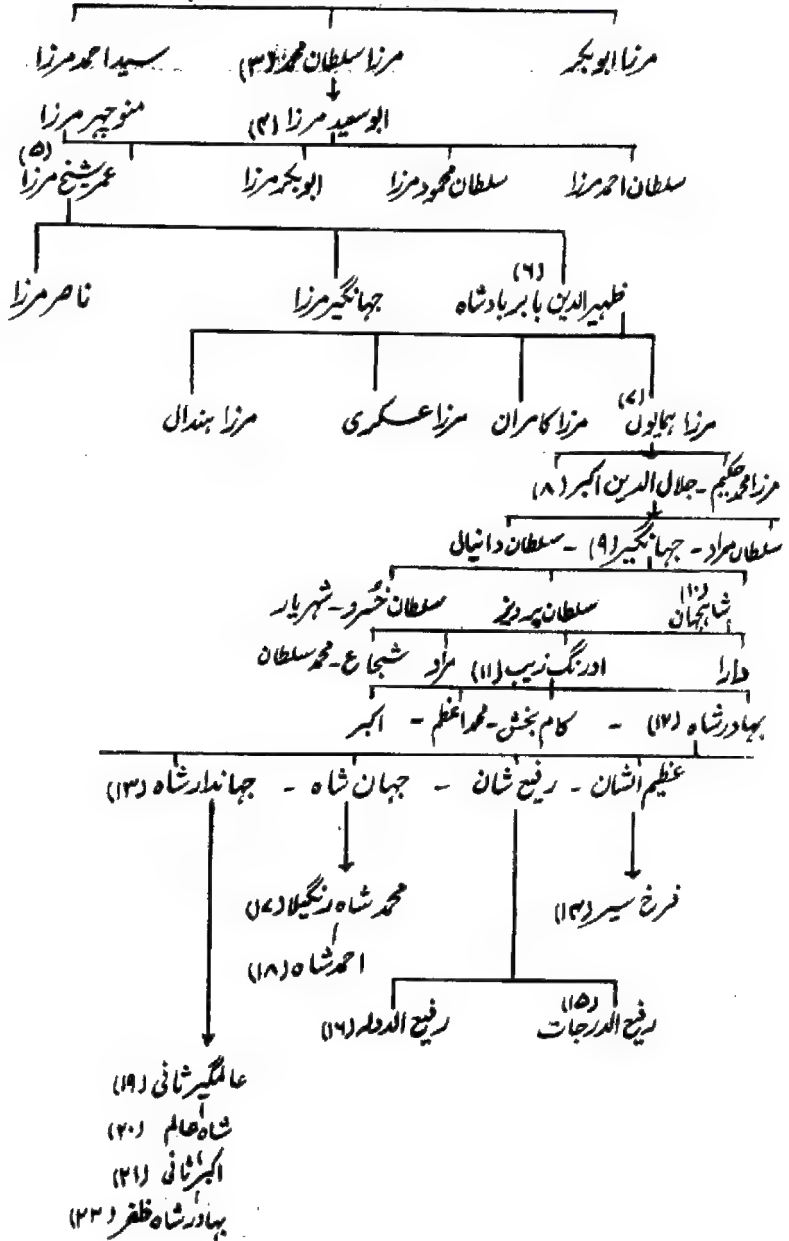 مرزا ابوبکر مرزا سلطان محمد (۳) سید احمد مرزا
ابوسعید مرزا (۴) منوچہر مرزا
سلطان احمد مرزا سلطان محمود مرزا ابوبکر مرزا عمر شیخ مرزا (۵)
ظہیر الدین بابر بادشاہ (۶) جہانگیر مرزا ناصر مرزا
مرزا ہمایوں (۷) مرزا کامران مرزا عسکری مرزا ہندال
مرزا محمد حکیم - جلال الدین اکبر (۸)
سلطان مراد - جہانگیر (۹) - سلطان دانیال
شاہجہان (۱۰) سلطان پرویز سلطان خسرو - شہریار
دارا اورنگ زیب (۱۱) مراد شجاع - محمد سلطان
بہادر شاہ (۱۲) - کام بخش - محمد اعظم - اکبر
عظیم الشان - رفیع شان - جہان شاہ - جہاندار شاہ (۱۳)
فرخ سیر (۱۴) محمد شاہ رنگیلا (۱۷)
احمد شاہ (۱۸)
رفیع الدرجات (۱۵) رفیع الدولہ (۱۶)
عالمگیر ثانی (۱۹)
شاہ عالم (۲۰)
اکبر ثانی (۲۱)
بہادر شاہ ظفر (۲۲)